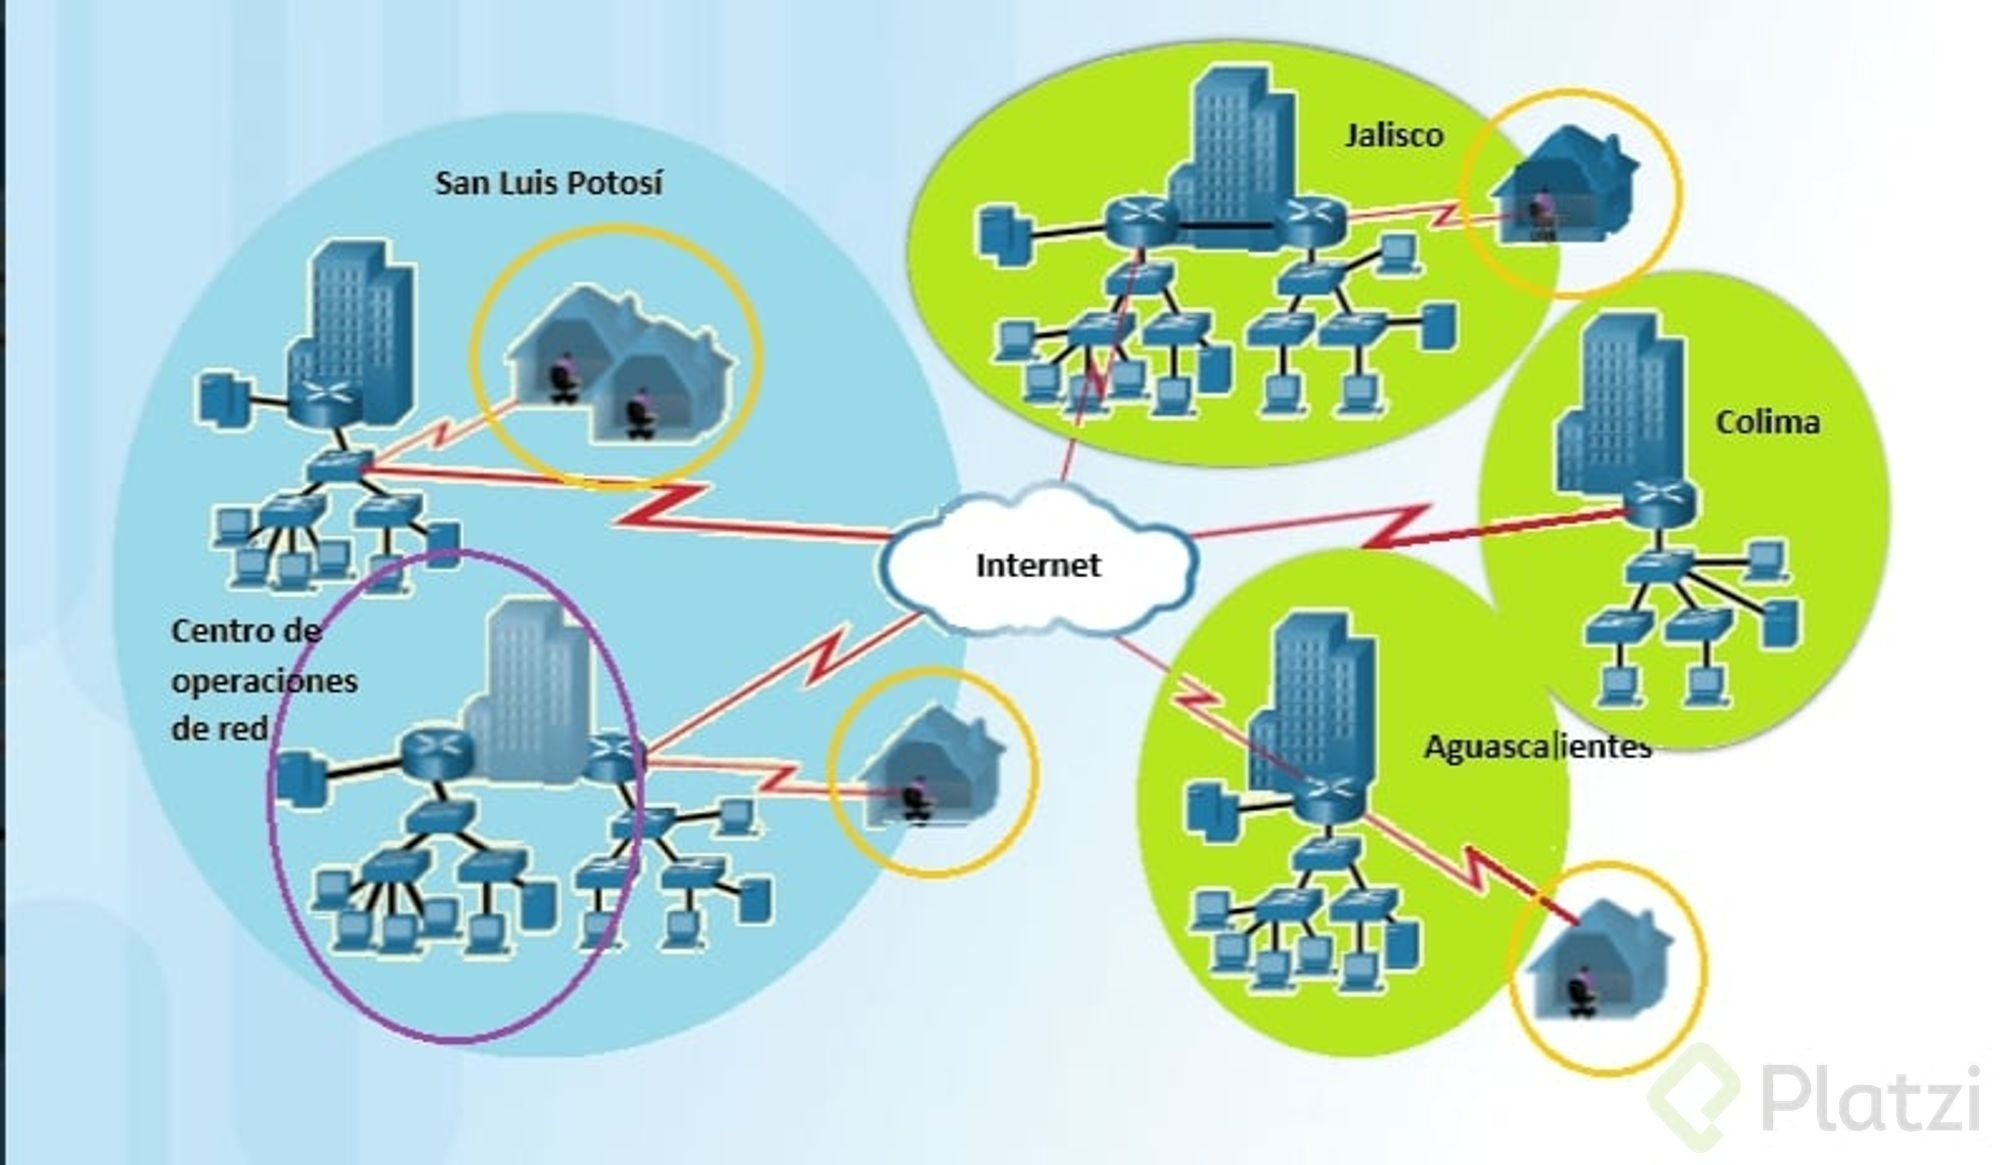 San Luis Potosí
Jalisco
Colima
Internet
Centro de
operaciones
de red
Aguascalientes
Platzi